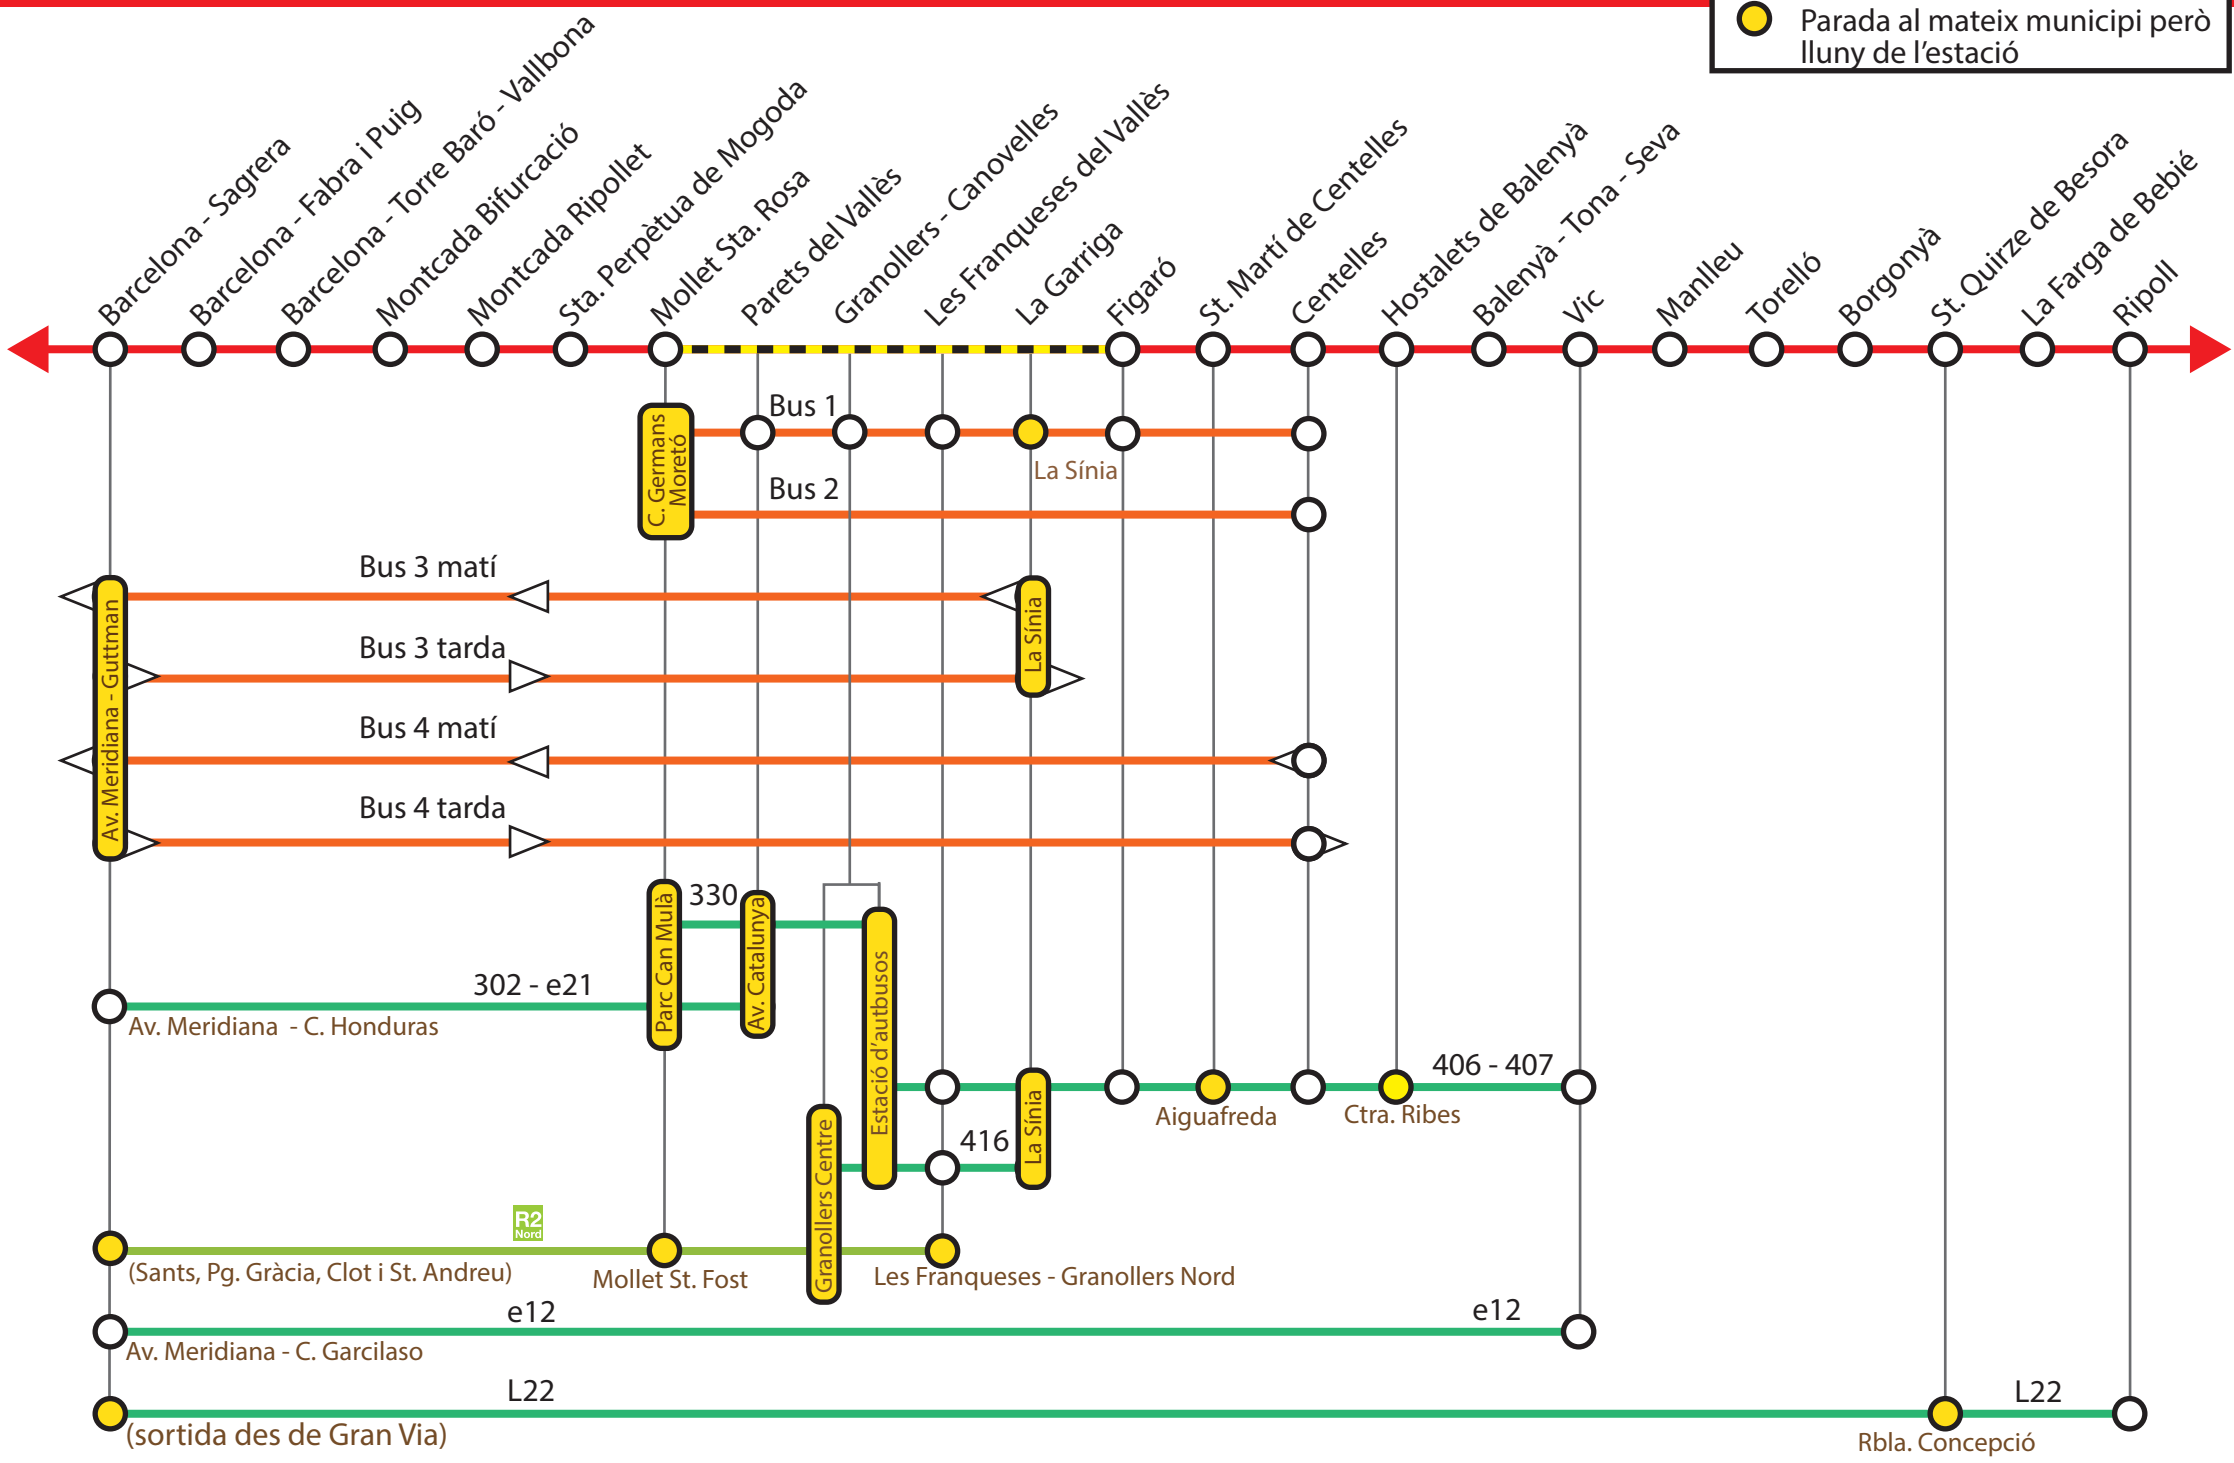 Parada al mateix municipi però
lluny de l'estació
Barcelona - Sagrera
Barcelona - Fabra i Puig
Barcelona - Torre Baró - Vallbona
Montcada Bifurcació
Montcada Ripollet
Sta. Perpètua de Mogoda
Mollet Sta. Rosa
Parets del Vallès
Granollers - Canovelles
Les Franqueses del Vallès
La Garriga
Figaró
St. Martí de Centelles
Centelles
Hostalets de Balenyà
Balenyà - Tona - Seva
Vic
Manlleu
Torelló
Borgonyà
St. Quirze de Besora
La Farga de Bebié
Ripoll
Bus 1
C. Germans
Moretó
La Sínia
Bus 2
Bus 3 matí
Av. Meridiana - Guttman
La Sínia
Bus 3 tarda
Bus 4 matí
Bus 4 tarda
330
Parc Can Mulà
Av. Catalunya
Estació d'autbusos
302 - e21
Av. Meridiana - C. Honduras
406 - 407
La Sínia
Aiguafreda
Ctra. Ribes
416
Granollers Centre
R2
Nord
(Sants, Pg. Gràcia, Clot i St. Andreu)
Mollet St. Fost
Les Franqueses - Granollers Nord
e12
e12
Av. Meridiana - C. Garcilaso
L22
L22
(sortida des de Gran Via)
Rbla. Concepció